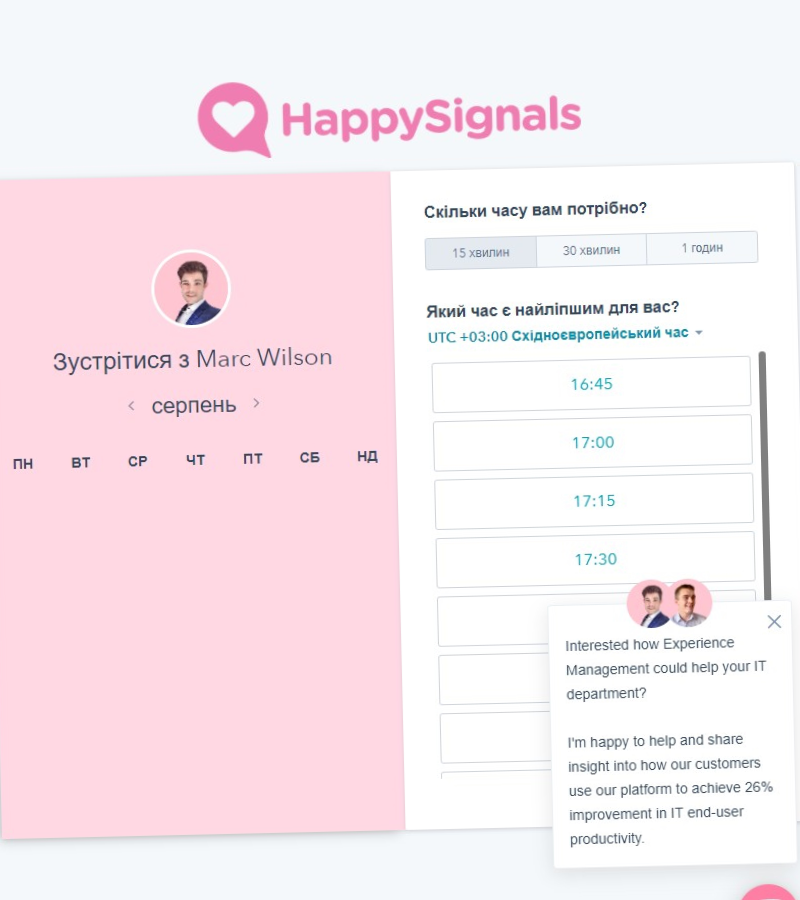 HappySignals
Зустрітися з Marc Wilson
серпень
ПН ВТ СР ЧТ ПТ СБ НД
Скільки часу вам потрібно?
15 хвилин 30 хвилин 1 годин
Який час є найліпшим для вас?
UTC +03:00 Східноєвропейський час
16:45
17:00
17:15
17:30
Interested how Experience
Management could help your IT
department?
I'm happy to help and share
insight into how our customers
use our platform to achieve 26%
improvement in IT end-user
productivity.